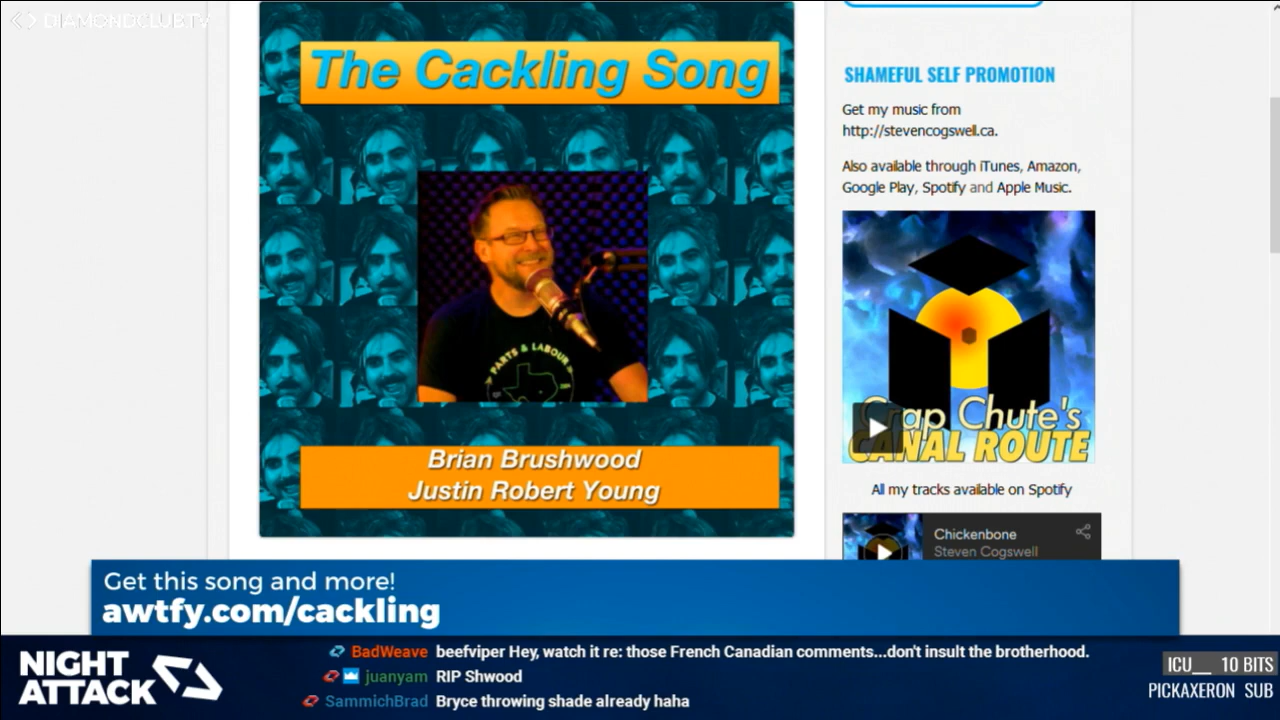 DIAMONDCLUB.TV
The Cackling Song
PARTS & LABOUR
Brian Brushwood
Justin Robert Young
SHAMEFUL SELF PROMOTION
Get my music from
http://stevencogswell.ca.
Also available through iTunes, Amazon,
Google Play, Spotify and Apple Music.
Crap Chute's
CANAL ROUTE
All my tracks available on Spotify
Chickenbone
Steven Cogswell
Get this song and more!
awtfy.com/cackling
NIGHT
ATTACK
BadWeave beefviper Hey, watch it re: those French Canadian comments...don't insult the brotherhood.
juanyam RIP Shwood
SammichBrad Bryce throwing shade already haha
ICU__ 10 BITS
PICKAXERON SUB